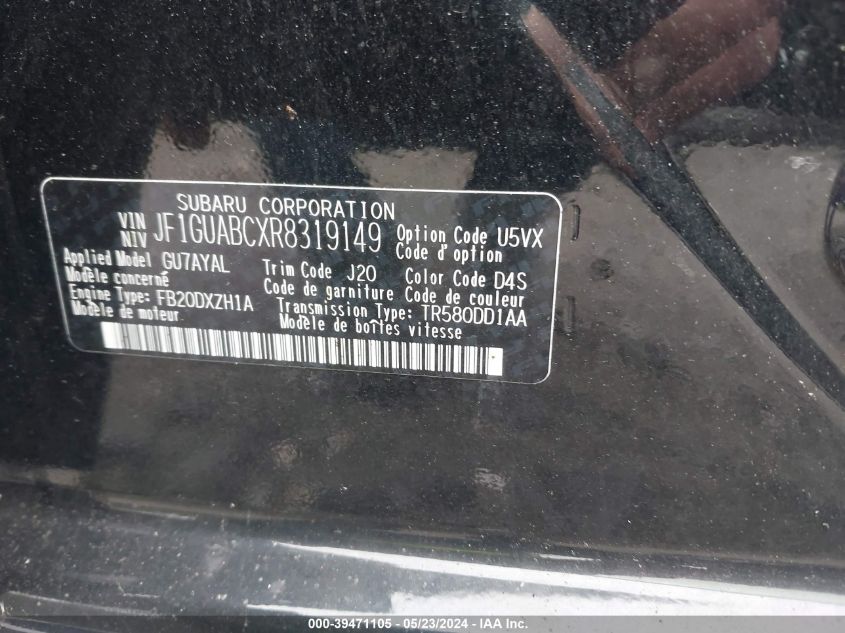 SUBARU CORPORATION
VIN
NIV JF1GUABCXR8319149 Option Code U5VX
Code d'option
Applied Model GU7AYAL Trim Code J20 Color Code D4S
Modèle concerné Code de garniture Code de couleur
Engine Type: FB20DXZH1A Transmission Type: TR580DD1AA
Modèle de moteur Modèle de boîtes vitesse
000-39471105 - 05/23/2024 - IAA Inc.